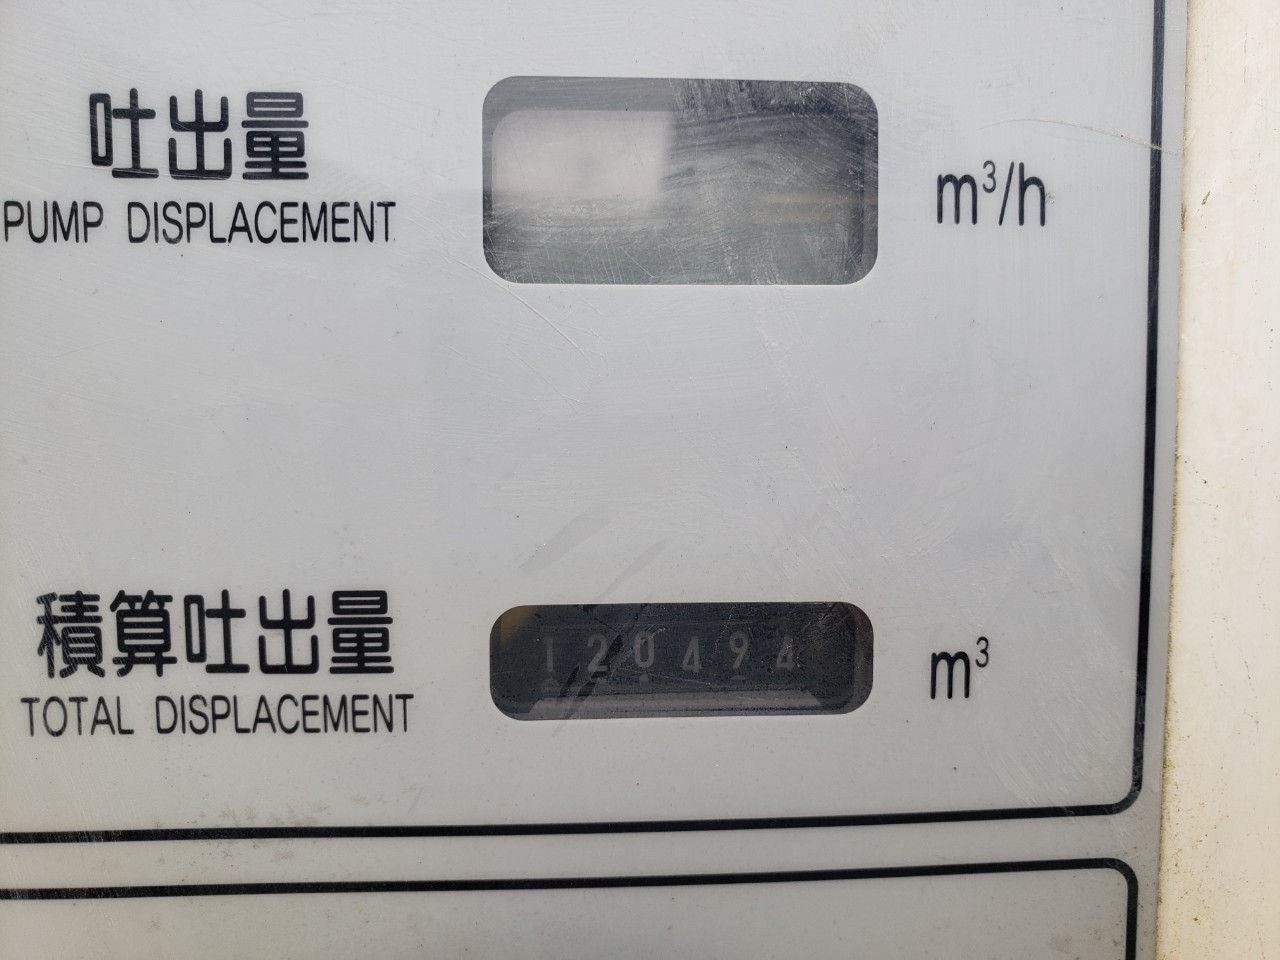 吐出量
PUMP DISPLACEMENT
m³/h
積算吐出量
TOTAL DISPLACEMENT
120494
m³